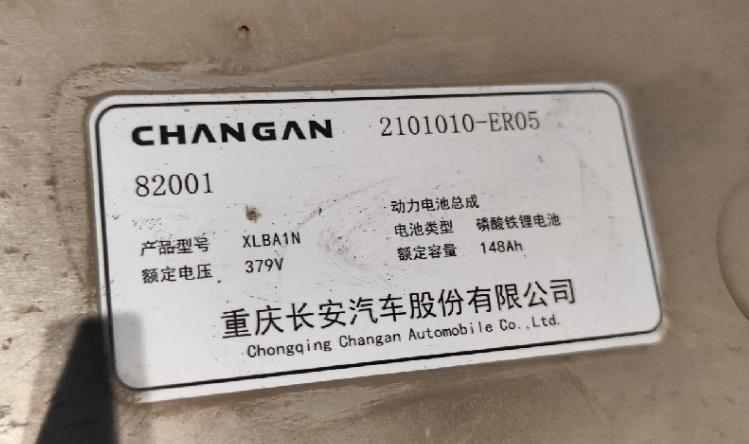 CHANGAN 2101010-ER05
82001
动力电池总成
产品型号 XLBA1N 电池类型 磷酸铁锂电池
额定电压 379V 额定容量 148Ah
重庆长安汽车股份有限公司
Chongqing Changan Automobile Co.,Ltd.